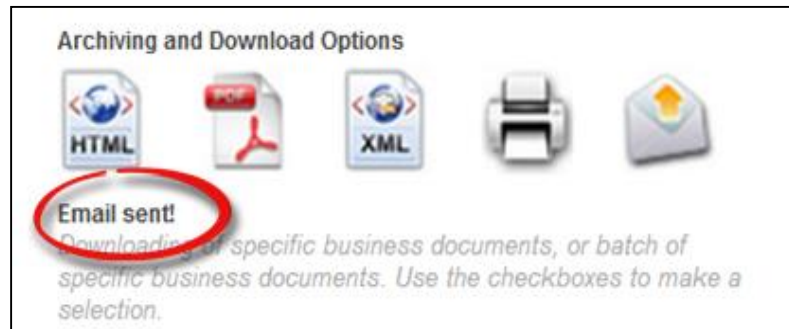 Archiving and Download Options
HTML PDF XML
Email sent!
Downloading of specific business documents, or batch of
specific business documents. Use the checkboxes to make a
selection.